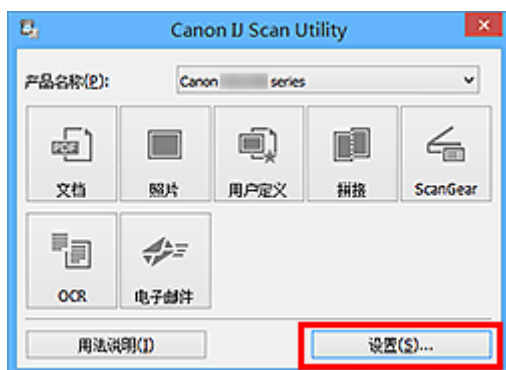 Canon IJ Scan Utility
产品名称(P): Canon series
文档 照片 用户定义 拼接 ScanGear
OCR 电子邮件
用法说明(I) 设置(S)...